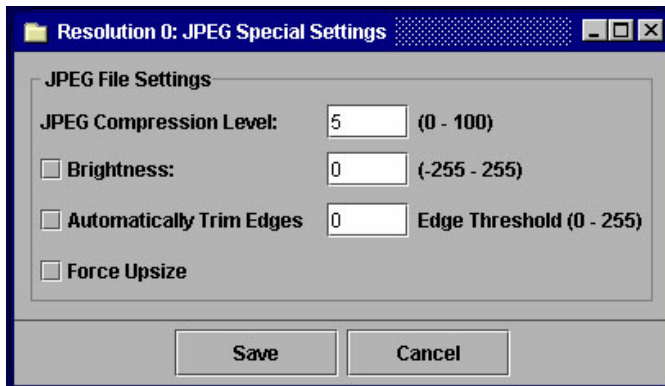 Resolution 0: JPEG Special Settings
JPEG File Settings
JPEG Compression Level: 5 (0 - 100)
Brightness: 0 (-255 - 255)
Automatically Trim Edges 0 Edge Threshold (0 - 255)
Force Upsize
Save Cancel